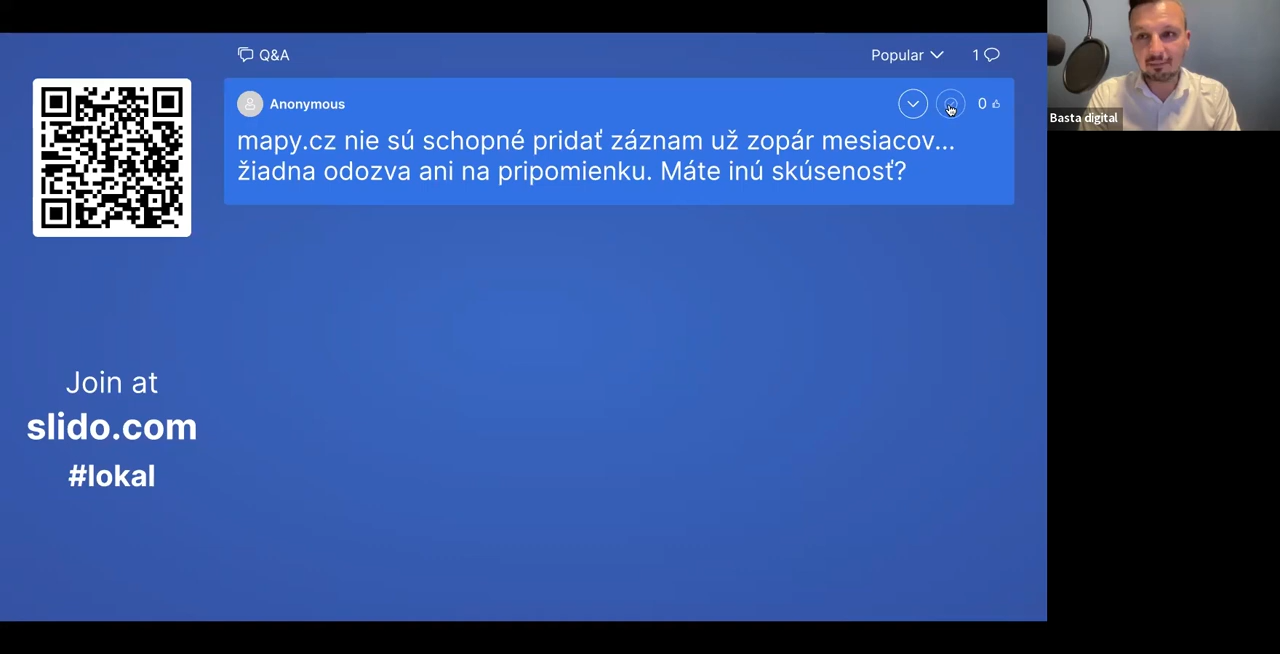 Q&A
Popular
1
Anonymous
0
mapy.cz nie sú schopné pridať záznam už zopár mesiacov...
žiadna odozva ani na pripomienku. Máte inú skúsenosť?
Join at
slido.com
#lokal
Basta digital